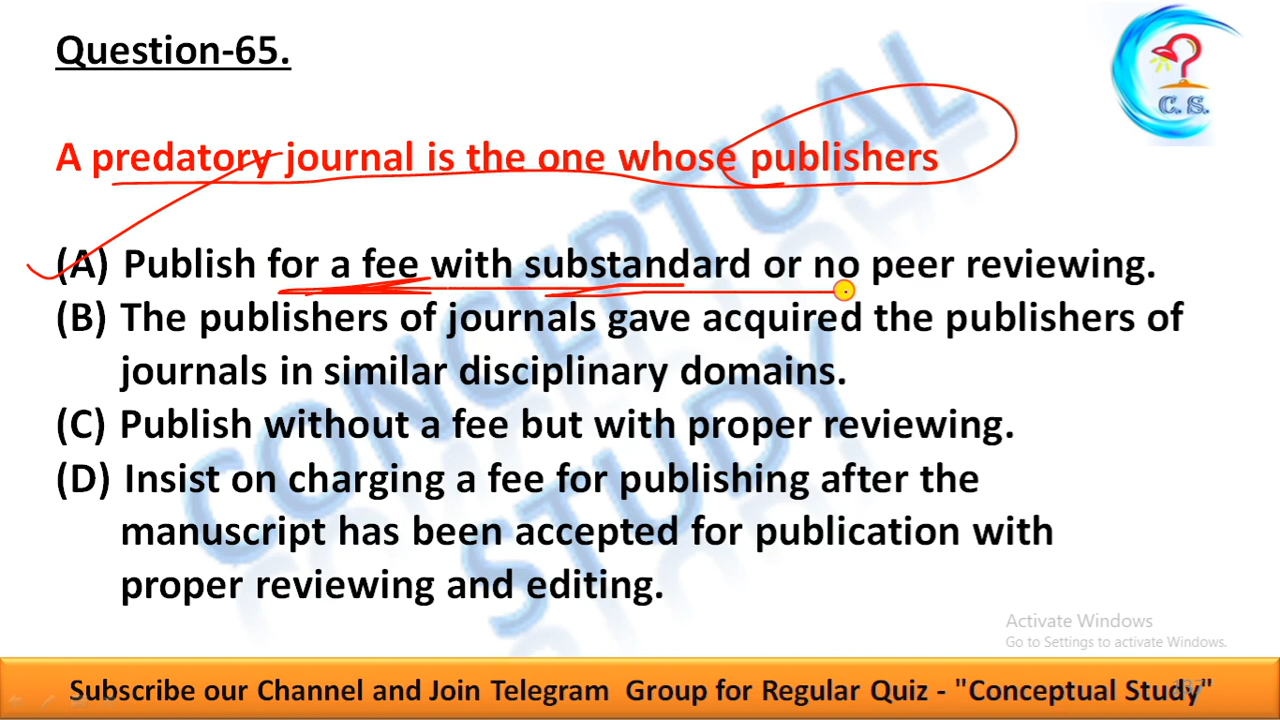 Question-65.
C. S.
A predatory journal is the one whose publishers
(A) Publish for a fee with substandard or no peer reviewing.
(B) The publishers of journals gave acquired the publishers of
journals in similar disciplinary domains.
(C) Publish without a fee but with proper reviewing.
(D) Insist on charging a fee for publishing after the
manuscript has been accepted for publication with
proper reviewing and editing.
CONCEPTUAL
STUDY
Activate Windows
Go to Settings to activate Windows.
Subscribe our Channel and Join Telegram Group for Regular Quiz - "Conceptual Study"